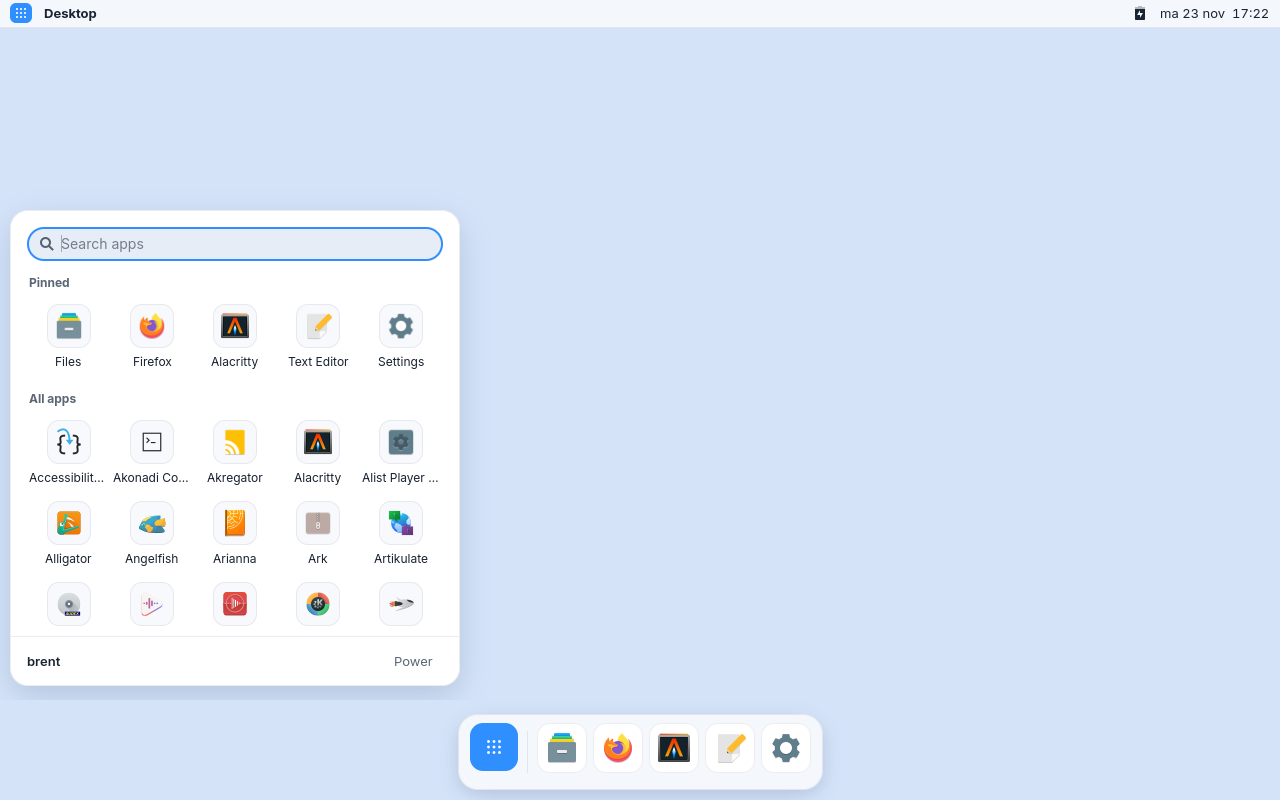 Desktop
ma 23 nov 17:22
Search apps
Pinned
Files Firefox Alacritty Text Editor Settings
All apps
Accessibilit... Akonadi Co... Akregator Alacritty Alist Player ...
Alligator Angelfish Arianna Ark Artikulate
brent Power